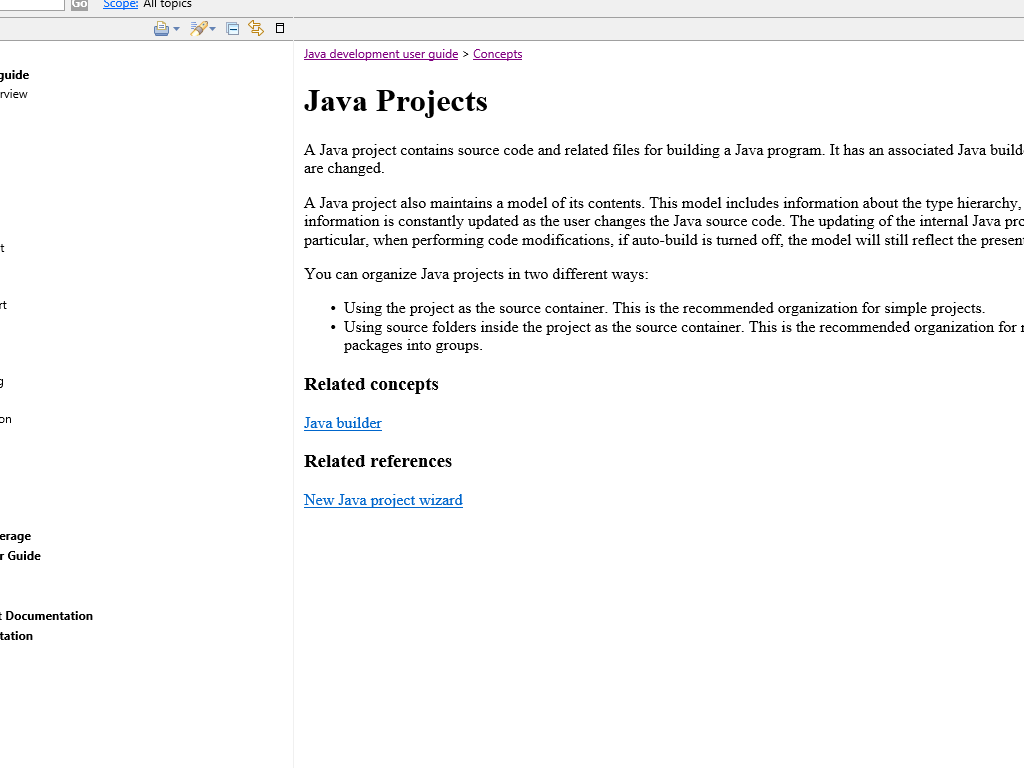 Go Scope: All topics
guide
rview
t
rt
g
on
erage
r Guide
t Documentation
tation
Java development user guide > Concepts
Java Projects
A Java project contains source code and related files for building a Java program. It has an associated Java build
are changed.
A Java project also maintains a model of its contents. This model includes information about the type hierarchy,
information is constantly updated as the user changes the Java source code. The updating of the internal Java pro
particular, when performing code modifications, if auto-build is turned off, the model will still reflect the presen
You can organize Java projects in two different ways:
• Using the project as the source container. This is the recommended organization for simple projects.
• Using source folders inside the project as the source container. This is the recommended organization for
packages into groups.
Related concepts
Java builder
Related references
New Java project wizard